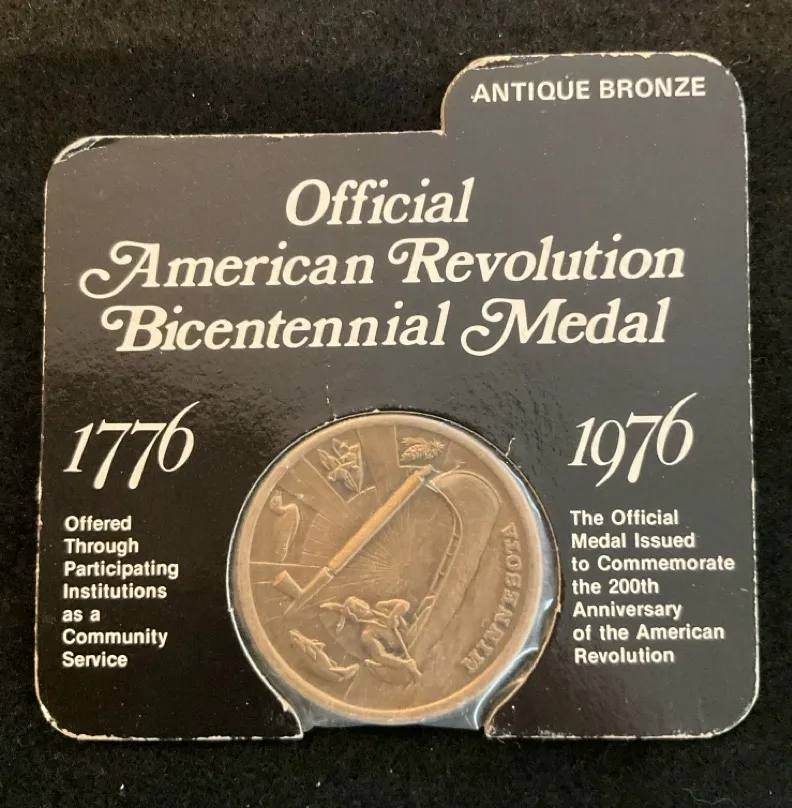 ANTIQUE BRONZE
Official
American Revolution
Bicentennial Medal
1776
Offered
Through
Participating
Institutions
as a
Community
Service
1976
The Official
Medal Issued
to Commemorate
the 200th
Anniversary
of the American
Revolution
MINNESOTA